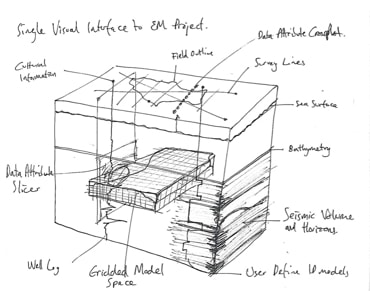 Single Visual Interface to EM Project.
Data Attribute Crossplot.
Field Outline
Cultural
Information
Survey Lines
Sea Surface
Bathymetry
Data Attribute
Slicer
Seismic Volume
and Horizons.
Well Log
Gridded Model
Space
User Define 1D models